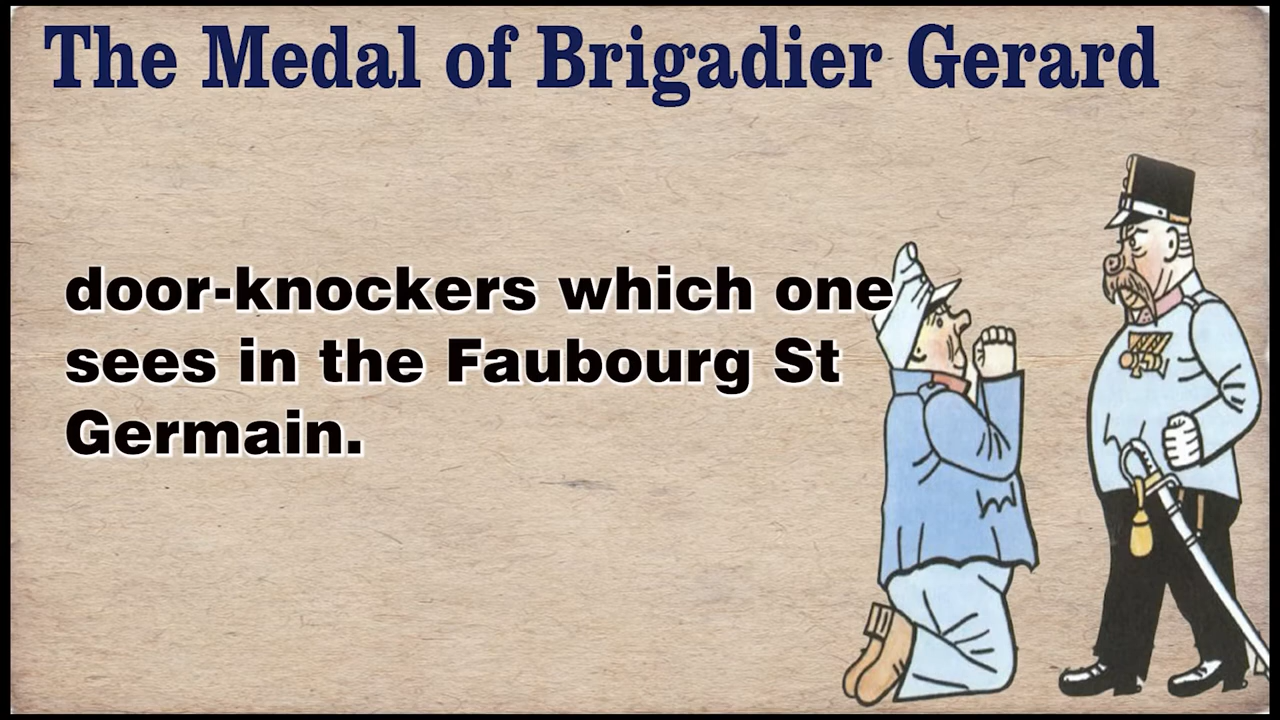 The Medal of Brigadier Gerard
door-knockers which one
sees in the Faubourg St
Germain.